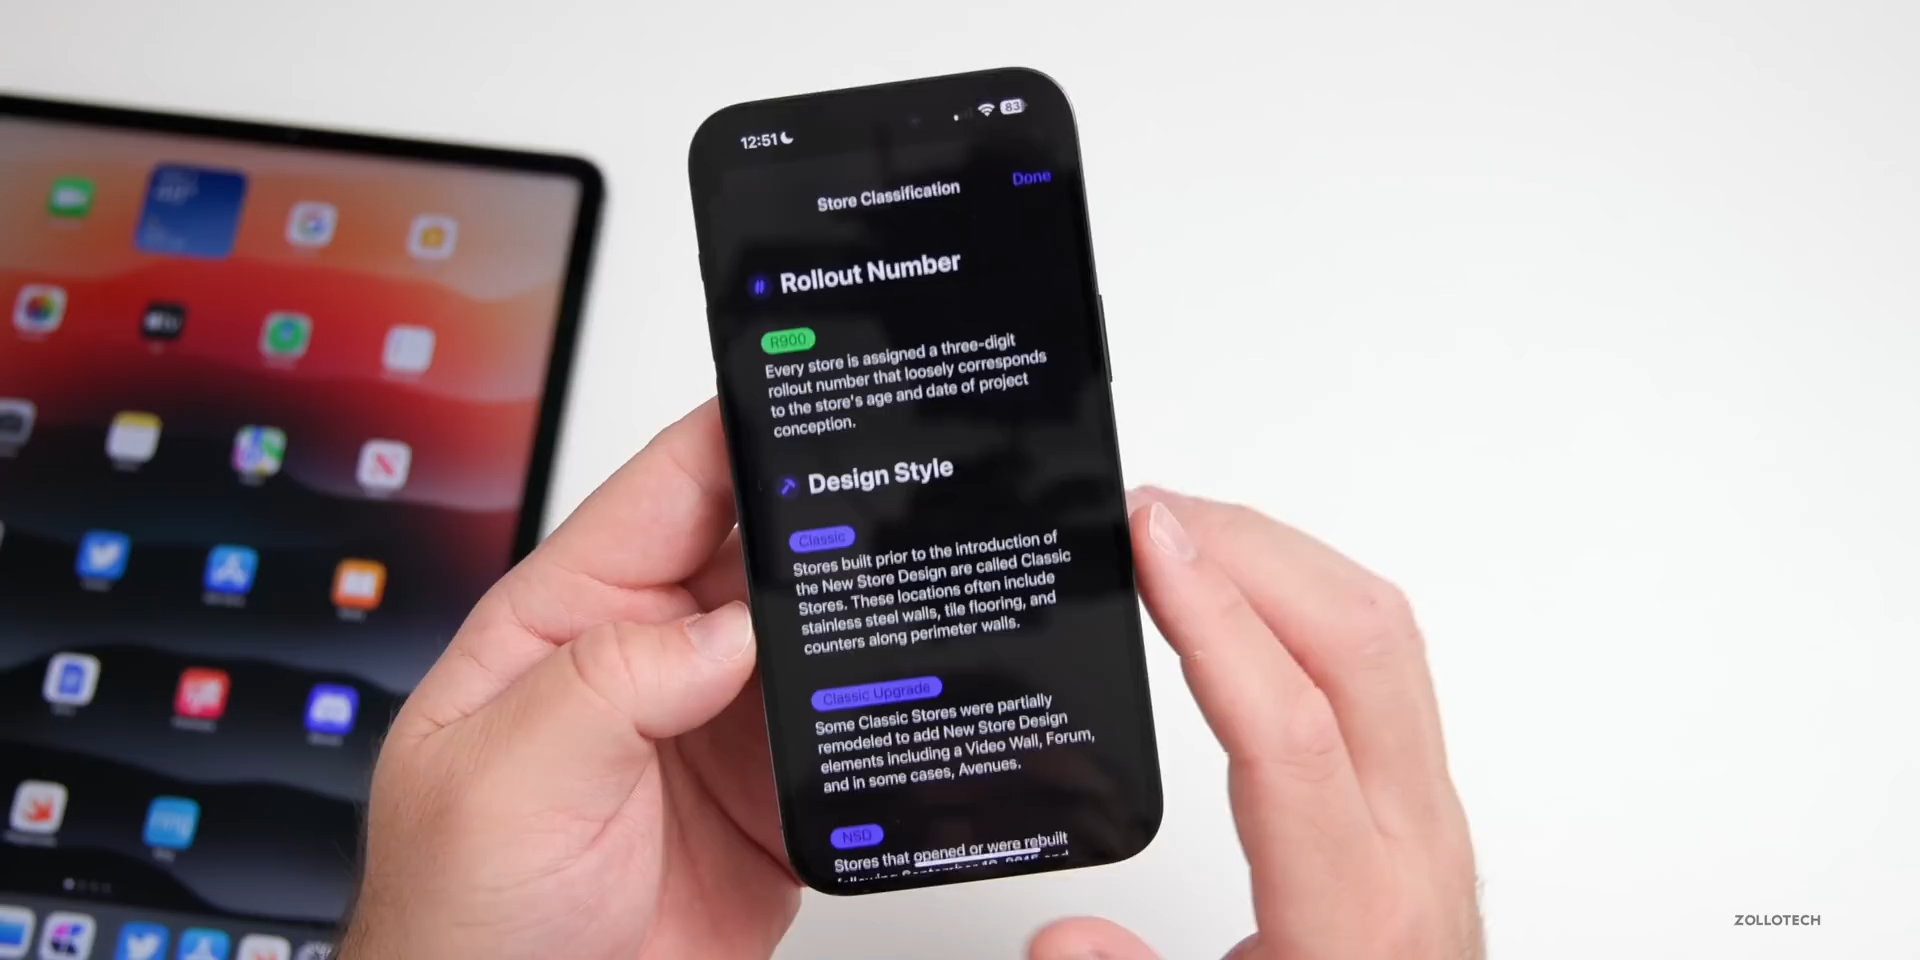 12:51
83
Store Classification
Done
# Rollout Number
R900
Every store is assigned a three-digit
rollout number that loosely corresponds
to the store's age and date of project
conception.
Design Style
Classic
Stores built prior to the introduction of
the New Store Design are called Classic
Stores. These locations often include
stainless steel walls, tile flooring, and
counters along perimeter walls.
Classic Upgrade
Some Classic Stores were partially
remodeled to add New Store Design
elements including a Video Wall, Forum,
and in some cases, Avenues.
NSD
Stores that opened or were rebuilt
following September
ring
ZOLLOTECH